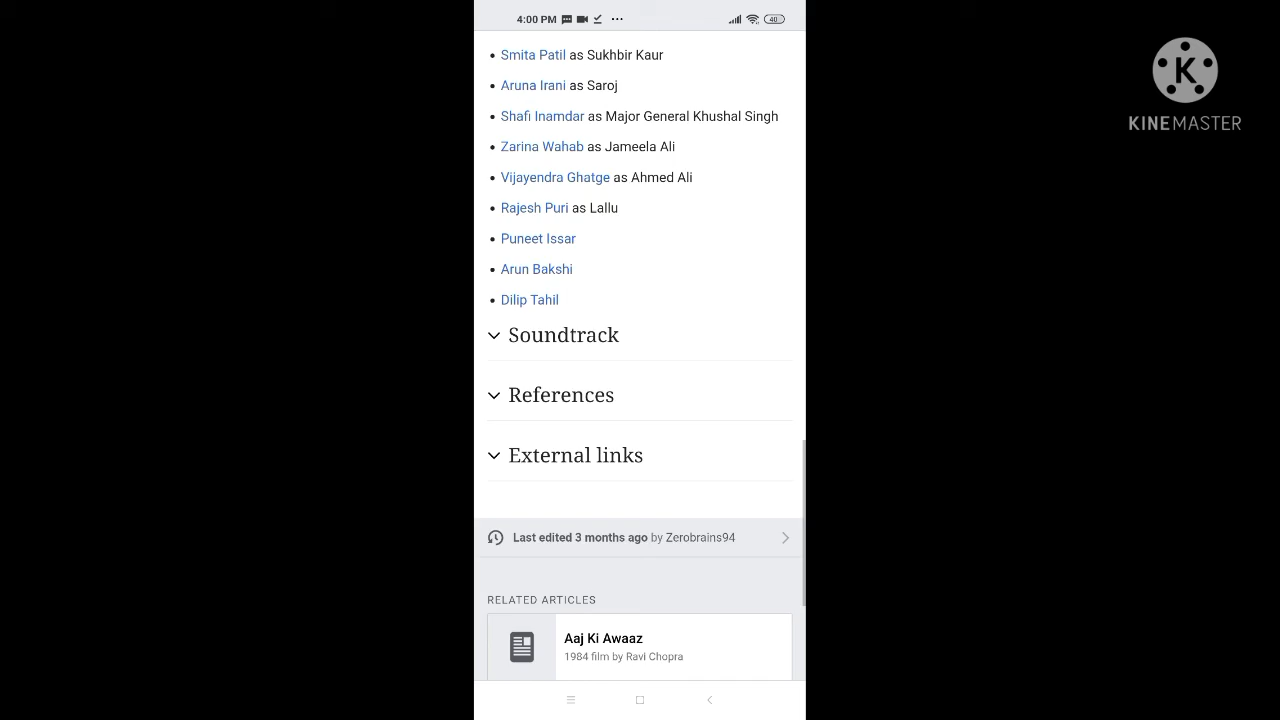 4:00 PM
40
K
KINEMASTER
Smita Patil as Sukhbir Kaur
Aruna Irani as Saroj
Shafi Inamdar as Major General Khushal Singh
Zarina Wahab as Jameela Ali
Vijayendra Ghatge as Ahmed Ali
Rajesh Puri as Lallu
Puneet Issar
Arun Bakshi
Dilip Tahil
Soundtrack
References
External links
Last edited 3 months ago by Zerobrains94
RELATED ARTICLES
Aaj Ki Awaaz
1984 film by Ravi Chopra